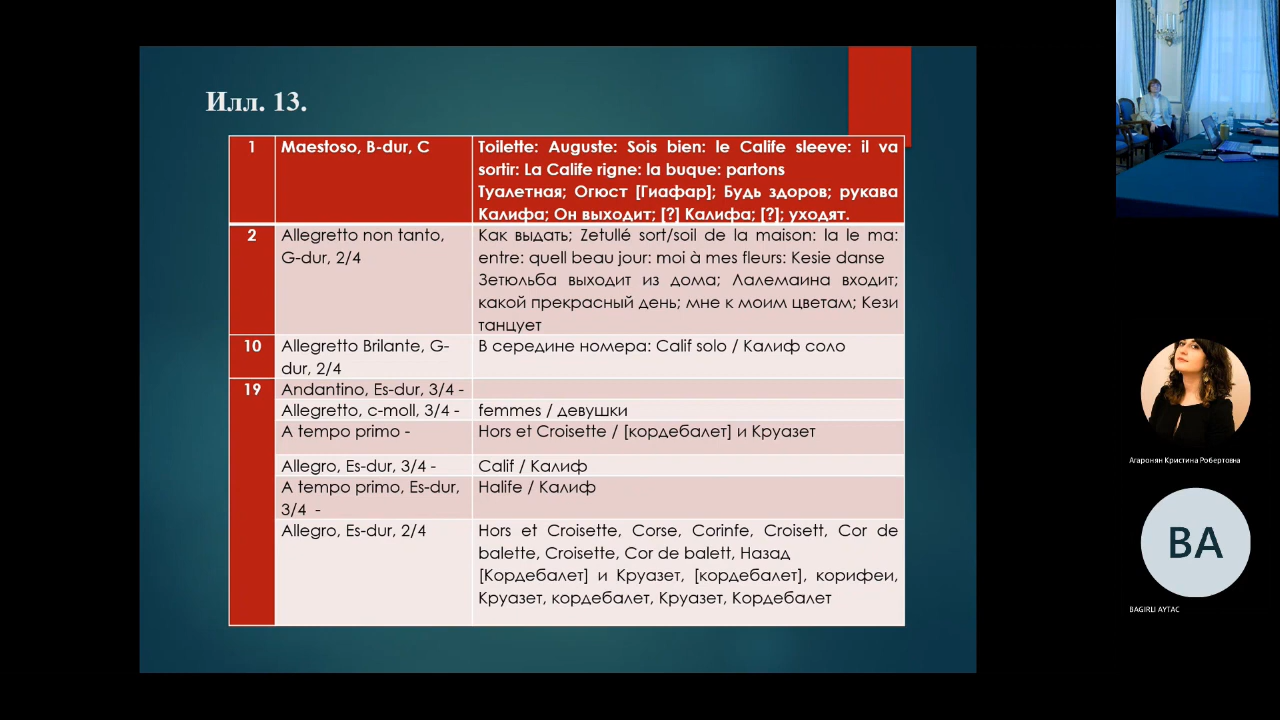 Илл. 13.
1
Maestoso, B-dur, C
Toilette: Auguste: Sois bien: le Calife sleeve: il va
sortir: La Calife rigne: la buque: partons
Туалетная; Огюст [Гиафар]; Будь здоров; рукава
Калифа; Он выходит; [?] Калифа; [?]; уходят.
2
Allegretto non tanto,
G-dur, 2/4
Как выдать; Zetullé sort/soil de la maison: la le ma:
entre: quell beau jour: moi à mes fleurs: Kesie danse
Зетюльба выходит из дома; Лалемаина входит;
какой прекрасный день; мне к моим цветам; Кези
танцует
10
Allegretto Brilante, G-
dur, 2/4
В середине номера: Calif solo / Калиф соло
19
Andantino, Es-dur, 3/4 -
Allegretto, c-moll, 3/4 -
femmes / девушки
A tempo primo -
Hors et Croisette / [кордебалет] и Круазет
Allegro, Es-dur, 3/4 -
Calif / Калиф
A tempo primo, Es-dur,
3/4 -
Halife / Калиф
Allegro, Es-dur, 2/4
Hors et Croisette, Corse, Corinfe, Croisett, Cor de
balette, Croisette, Cor de balett, Назад
[Кордебалет] и Круазет, [кордебалет], корифеи,
Круазет, кордебалет, Круазет, Кордебалет
Агаронян Кристина Робертовна
BA
BAGIRLI AYTAC